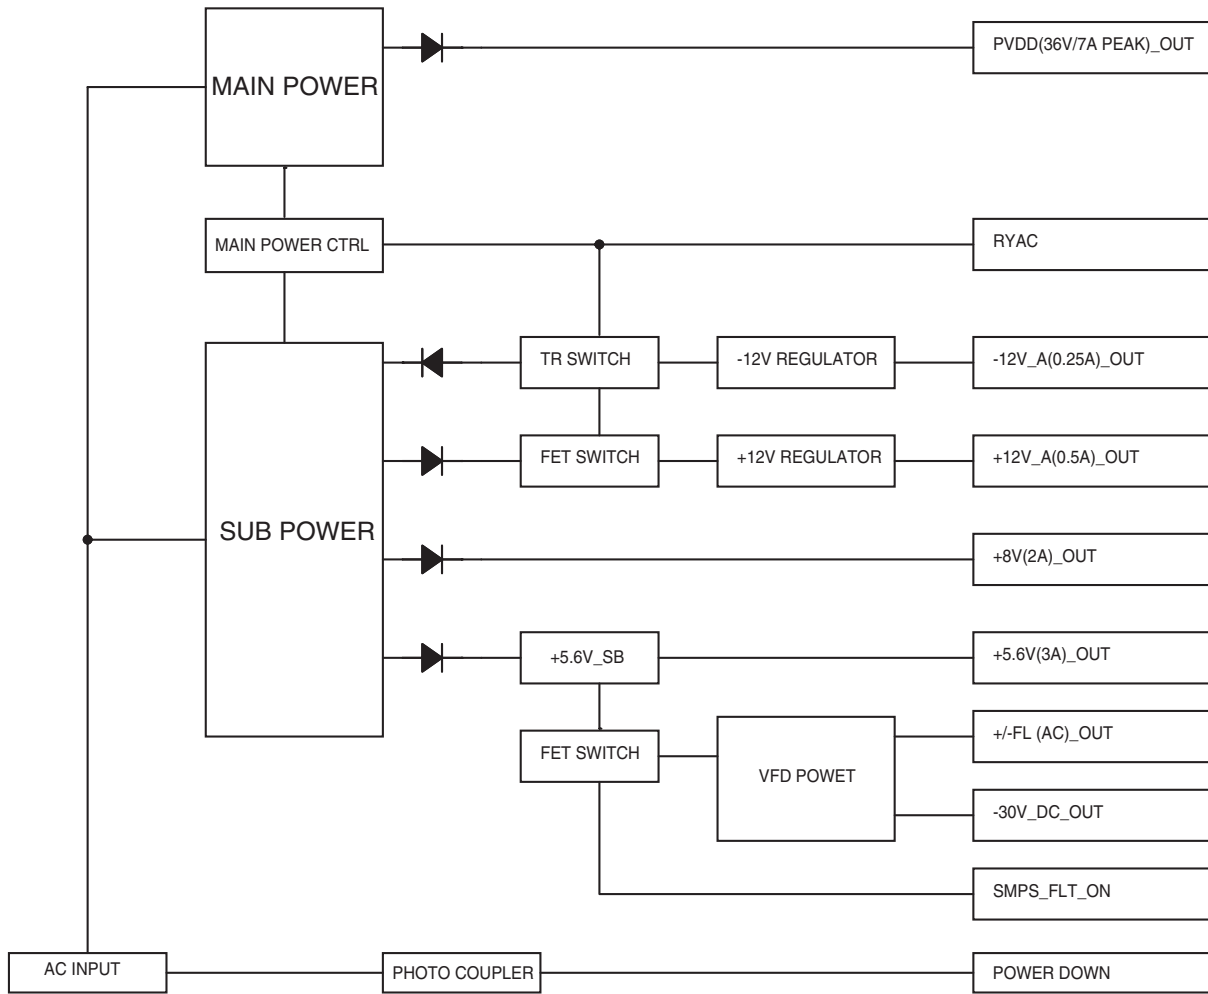 PVDD(36V/7A PEAK)_OUT
MAIN POWER
MAIN POWER CTRL
RYAC
TR SWITCH
-12V REGULATOR
-12V_A(0.25A)_OUT
FET SWITCH
+12V REGULATOR
+12V_A(0.5A)_OUT
SUB POWER
+8V(2A)_OUT
+5.6V_SB
+5.6V(3A)_OUT
+/-FL (AC)_OUT
FET SWITCH
VFD POWET
-30V_DC_OUT
SMPS_FLT_ON
AC INPUT
PHOTO COUPLER
POWER DOWN